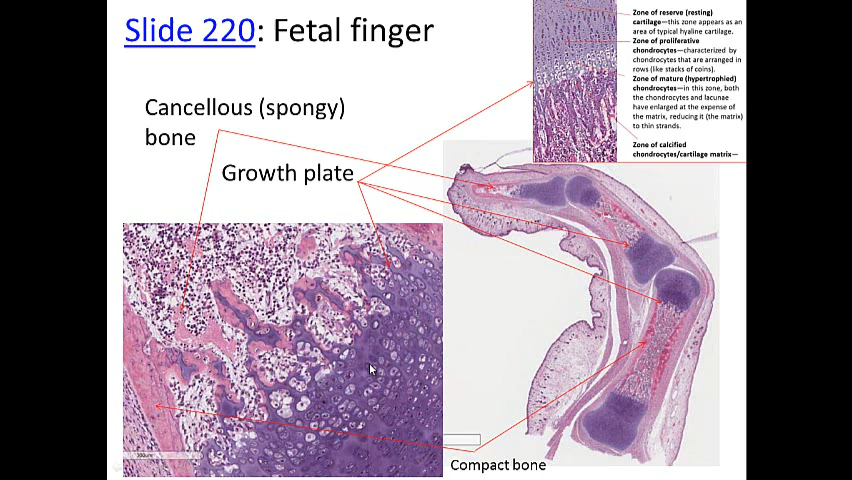 Slide 220: Fetal finger
Cancellous (spongy)
bone
Growth plate
Zone of reserve (resting)
cartilage—this zone appears as an
area of typical hyaline cartilage.
Zone of proliferative
chondrocytes—characterized by
chondrocytes that are arranged in
rows (like stacks of coins).
Zone of mature (hypertrophied)
chondrocytes—in this zone, both
the chondrocytes and lacunae
have enlarged at the expense of
the matrix, reducing it (the matrix)
to thin strands.
Zone of calcified
chondrocytes/cartilage matrix—
Compact bone